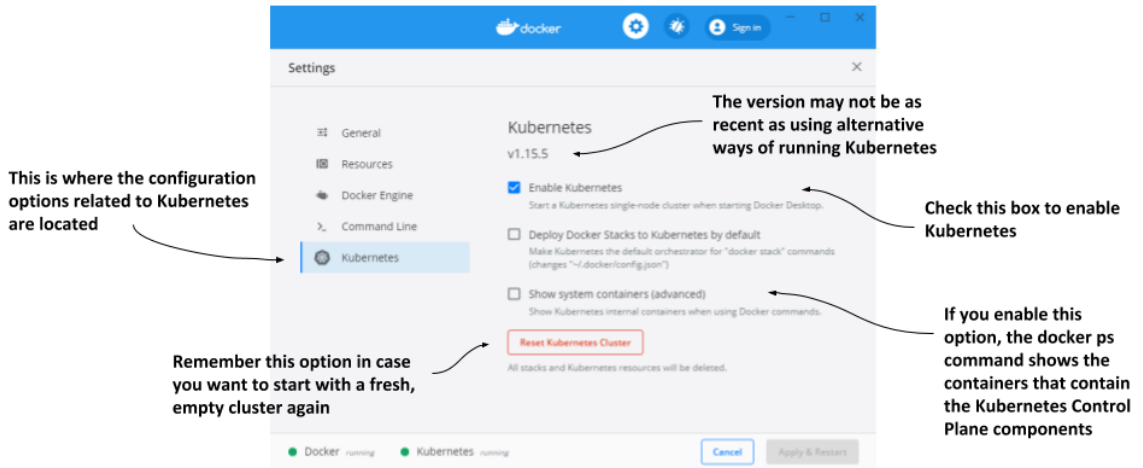 docker
Sign in
Settings
General
Resources
Docker Engine
Command Line
Kubernetes
Kubernetes
v1.15.5
Enable Kubernetes
Start a Kubernetes single-node cluster when starting Docker Desktop.
Deploy Docker Stacks to Kubernetes by default
Make Kubernetes the default orchestrator for "docker stack" commands
(changes "~/.docker/config.json")
Show system containers (advanced)
Show Kubernetes internal containers when using Docker commands.
Reset Kubernetes Cluster
All stacks and Kubernetes resources will be deleted.
Docker running
Kubernetes running
Cancel
Apply & Restart
This is where the configuration
options related to Kubernetes
are located
The version may not be as
recent as using alternative
ways of running Kubernetes
Check this box to enable
Kubernetes
If you enable this
option, the docker ps
command shows the
containers that contain
the Kubernetes Control
Plane components
Remember this option in case
you want to start with a fresh,
empty cluster again